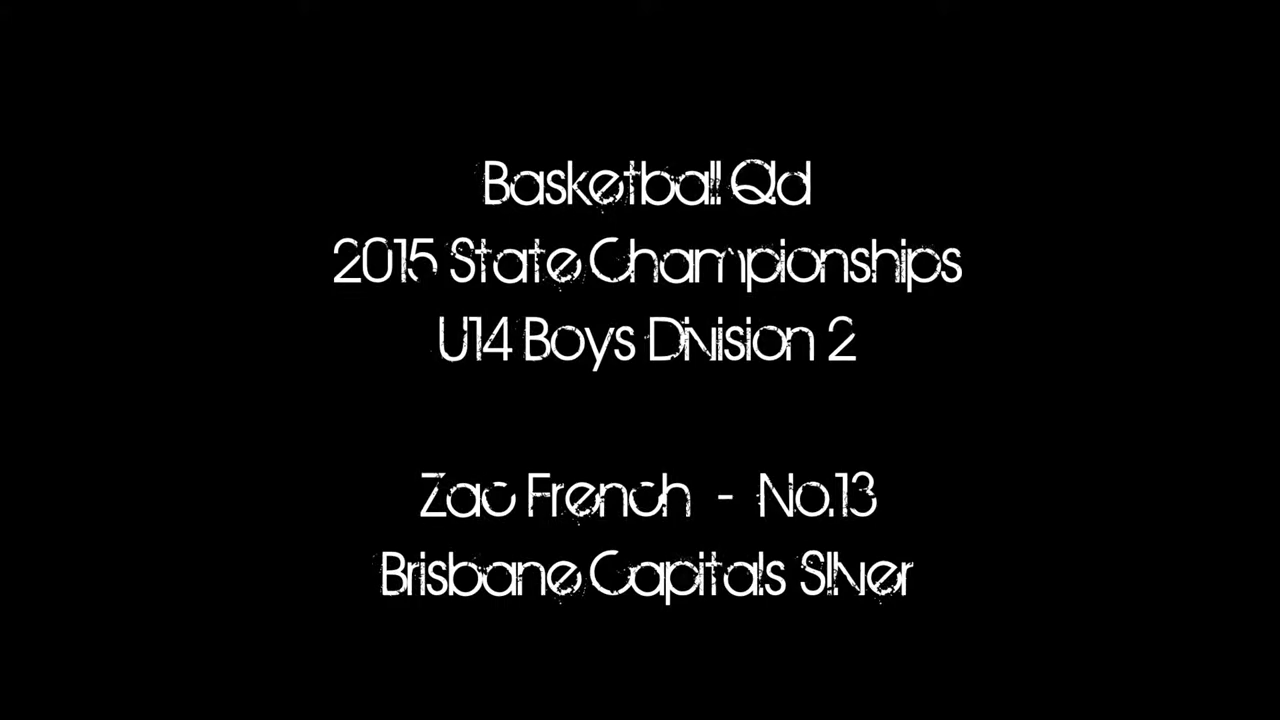 Basketball Qld
2015 State Championships
U14 Boys Division 2
Zac French - No.13
Brisbane Capitals Silver